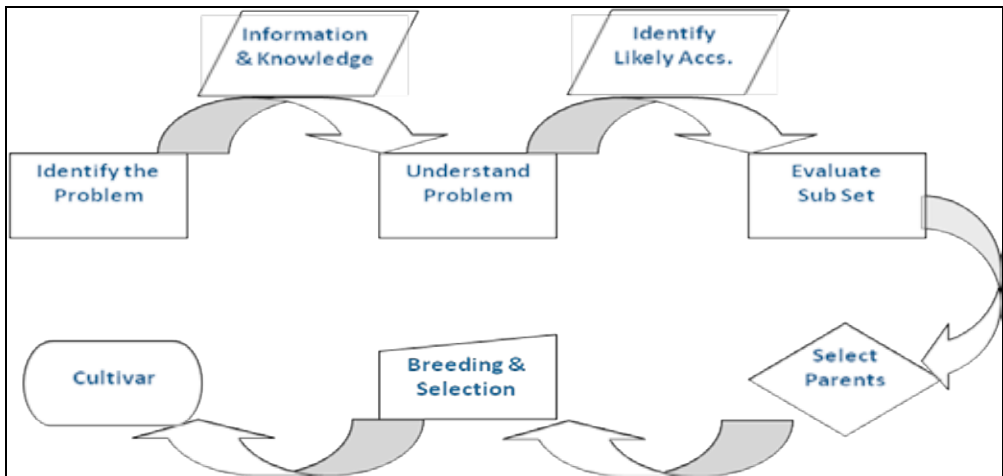 Information
& Knowledge
Identify
Likely Accs.
Identify the
Problem
Understand
Problem
Evaluate
Sub Set
Select
Parents
Breeding &
Selection
Cultivar